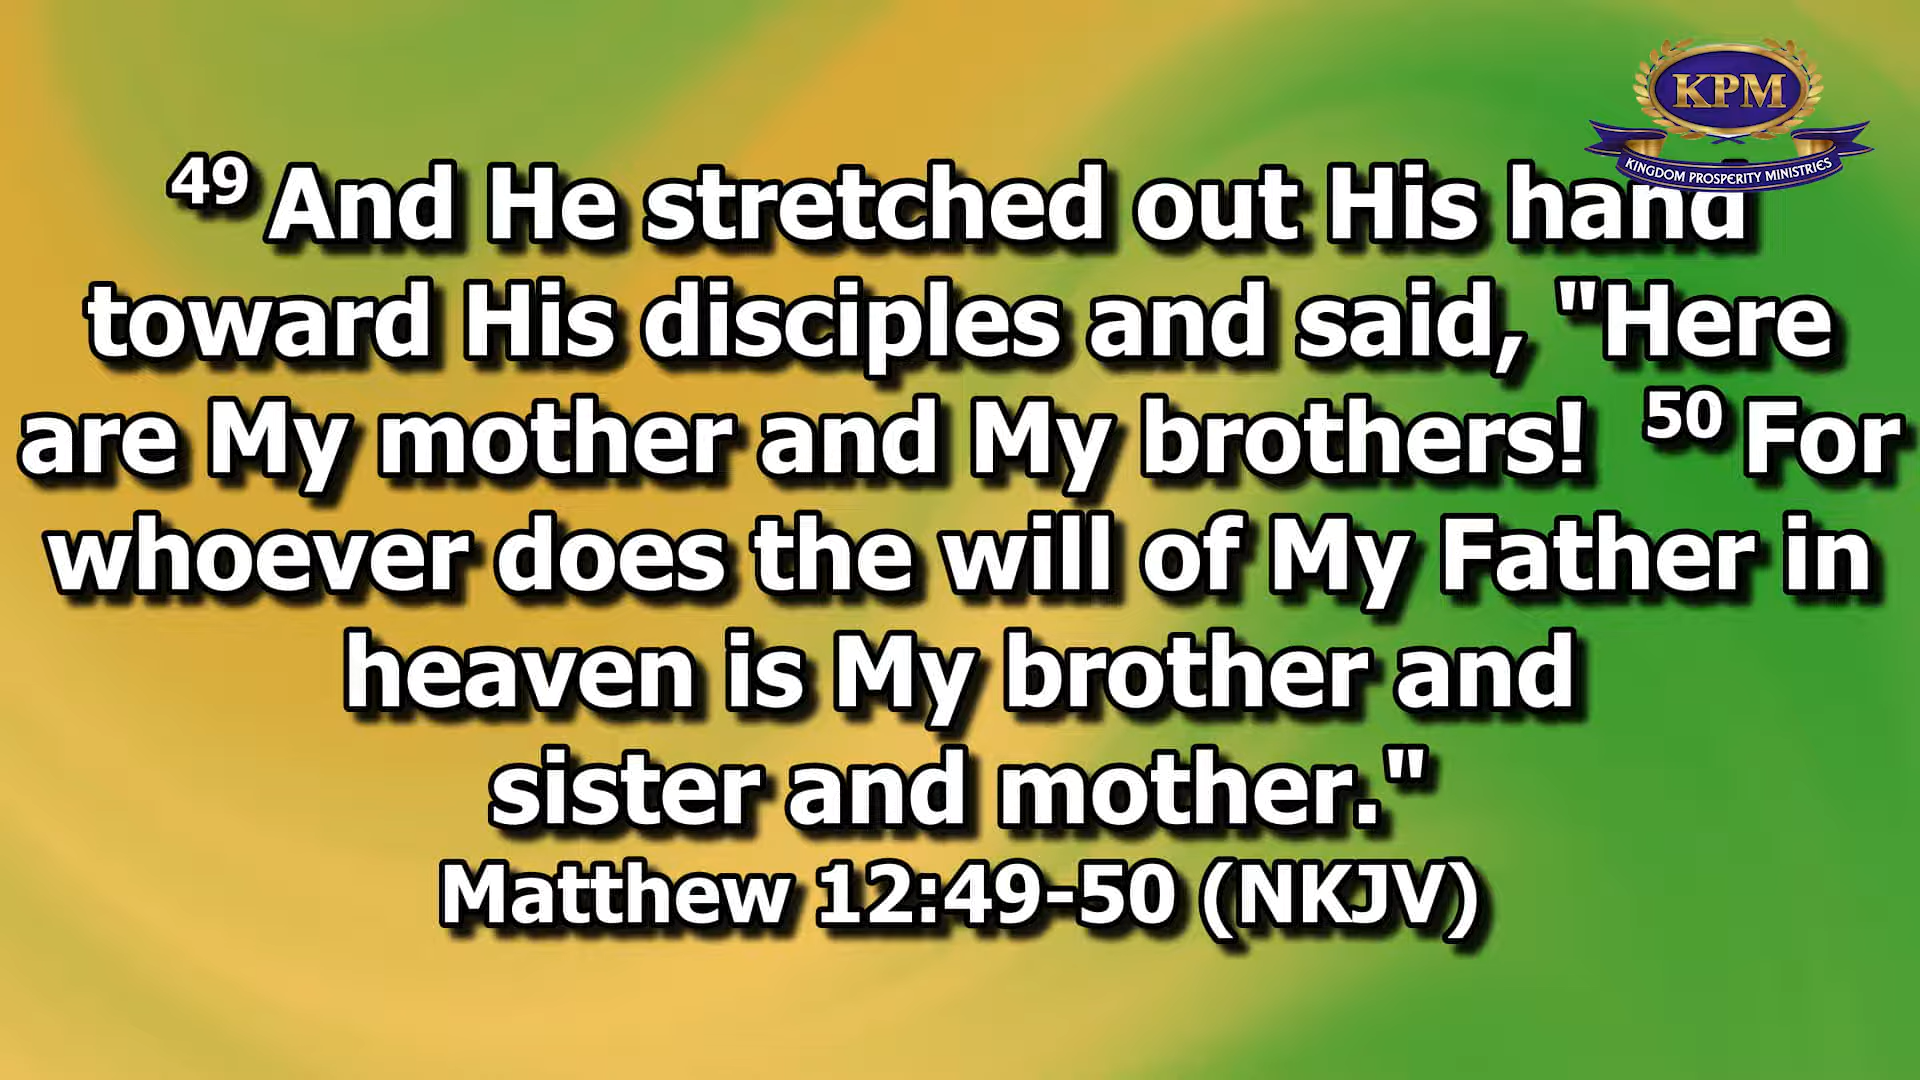 KPM
KINGDOM PROSPERITY MINISTRIES
49 And He stretched out His hand
toward His disciples and said, "Here
are My mother and My brothers! 50 For
whoever does the will of My Father in
heaven is My brother and
sister and mother."
Matthew 12:49-50 (NKJV)